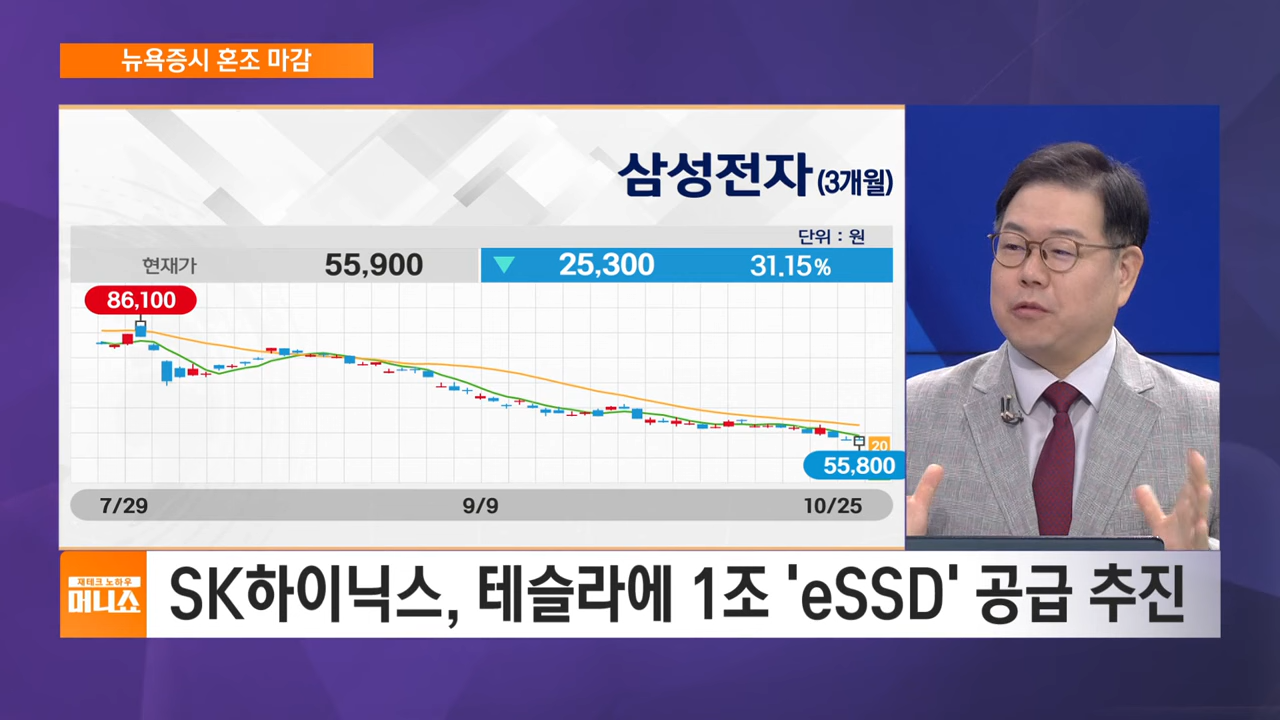 뉴욕증시 혼조 마감
삼성전자 (3개월)
단위 : 원
현재가 55,900 ▼ 25,300 31.15%
86,100
20
55,800
7/29 9/9 10/25
재테크 노하우
머니쇼
SK하이닉스, 테슬라에 1조 'eSSD' 공급 추진